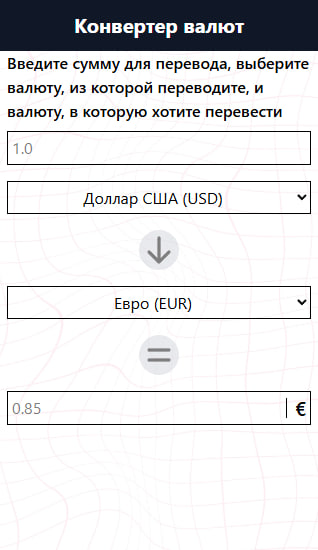 Конвертер валют
Введите сумму для перевода, выберите
валюту, из которой переводите, и
валюту, в которую хотите перевести
1.0
Доллар США (USD)
Евро (EUR)
0.85 €